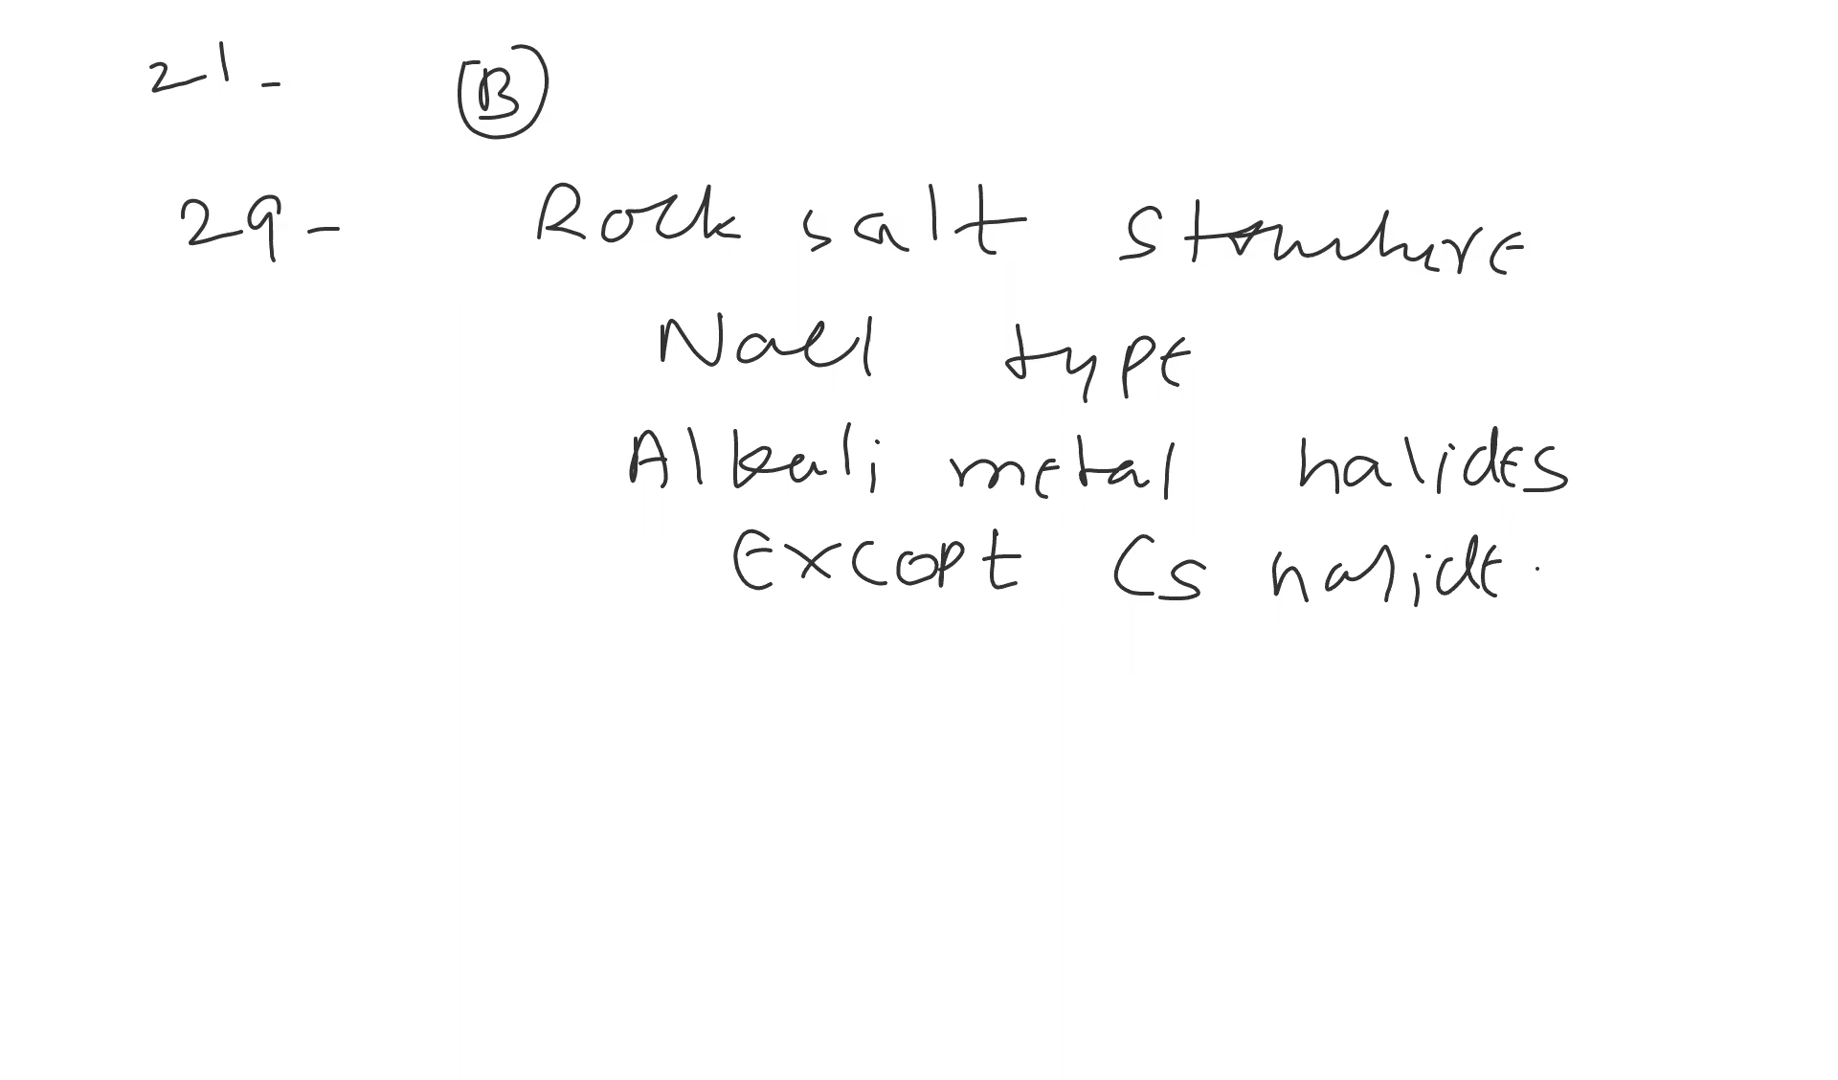 21- B
29- Rock salt structure
NaCl type
Alkali metal halides
Except Cs halide.